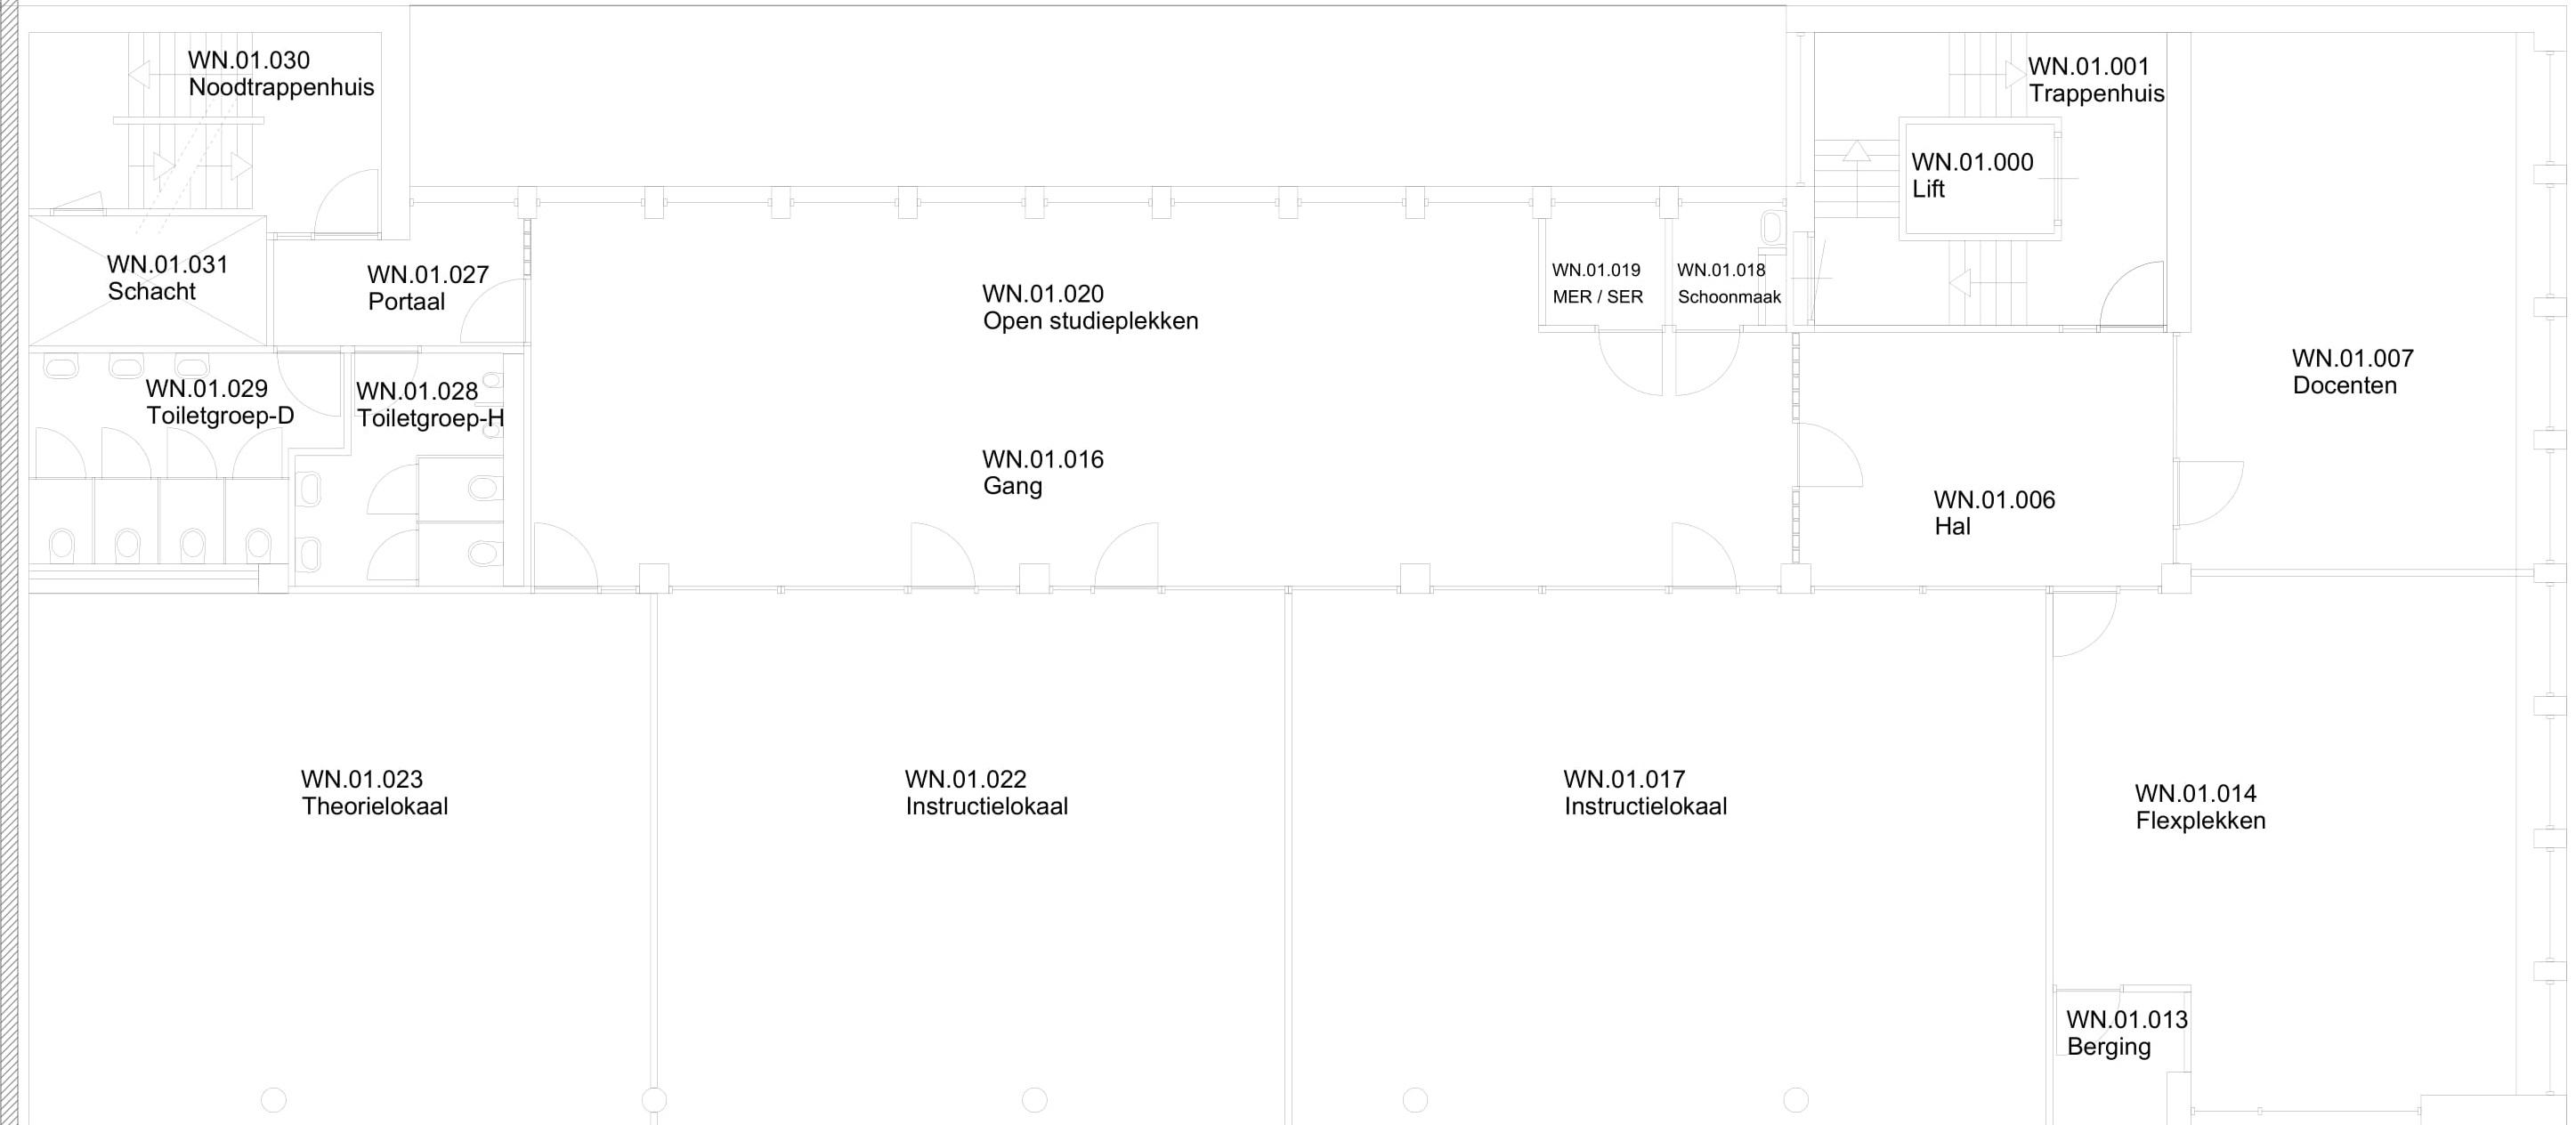 WN.01.030
Noodtrappenhuis
WN.01.001
Trappenhuis
WN.01.000
Lift
WN.01.031
Schacht
WN.01.027
Portaal
WN.01.020
Open studieplekken
WN.01.019
MER / SER
WN.01.018
Schoonmaak
WN.01.007
Docenten
WN.01.029
Toiletgroep-D
WN.01.028
Toiletgroep-H
WN.01.016
Gang
WN.01.006
Hal
WN.01.023
Theorielokaal
WN.01.022
Instructielokaal
WN.01.017
Instructielokaal
WN.01.014
Flexplekken
WN.01.013
Berging